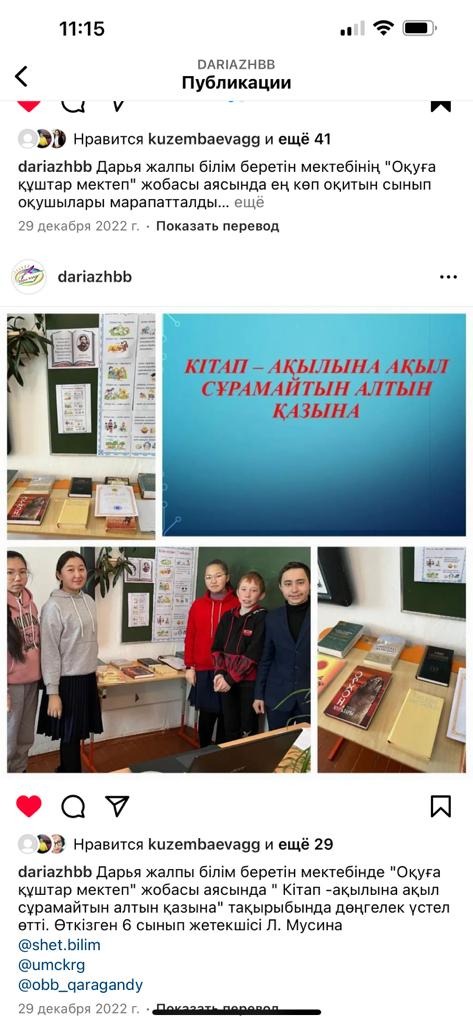 11:15
DARIAZHBB
Публикации
Нравится kuzembaevagg и ещё 41
dariazhbb Дарья жалпы білім беретін мектебінің "Оқуға
құштар мектеп" жобасы аясында ең көп оқитын сынып
оқушылары марапатталды... ещё
29 декабря 2022 г. · Показать перевод
dariazhbb
КІТАП – АҚЫЛЫНА АҚЫЛ
СҰРАМАЙТЫН АЛТЫН
ҚАЗЫНА
Нравится kuzembaevagg и ещё 29
dariazhbb Дарья жалпы білім беретін мектебінде "Оқуға
құштар мектеп" жобасы аясында " Кітап -ақылына ақыл
сұрамайтын алтын қазына" тақырыбында дөңгелек үстел
өтті. Өткізген 6 сынып жетекшісі Л. Мусина
@shet.bilim
@umckrg
@obb_qaragandy
29 декабря 2022 г. · Показать перевод